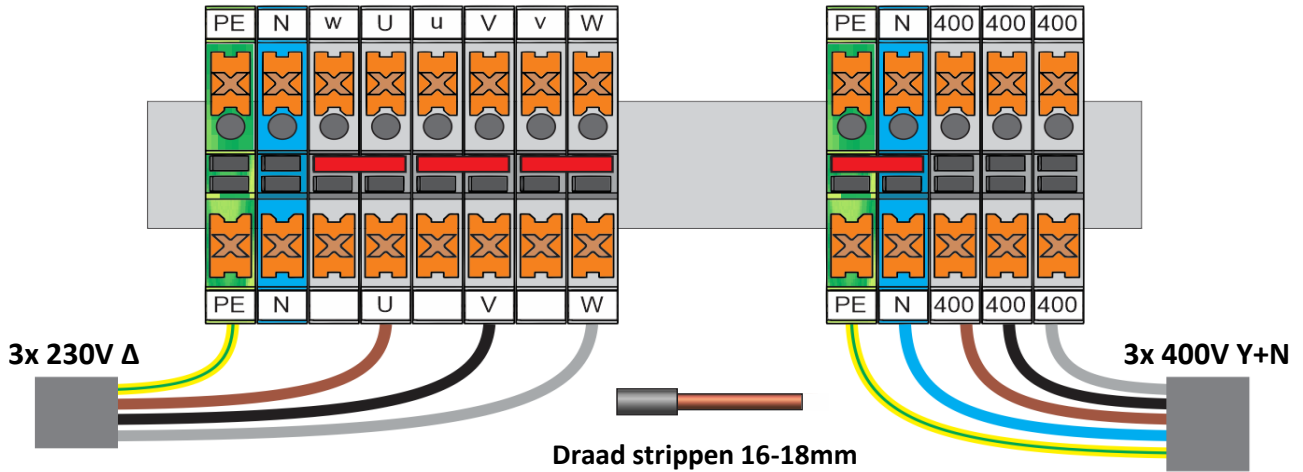 PE N w U u V v W
PE N 400 400 400
PE N U V W
PE N 400 400 400
3x 230V Δ
3x 400V Y+N
Draad strippen 16-18mm